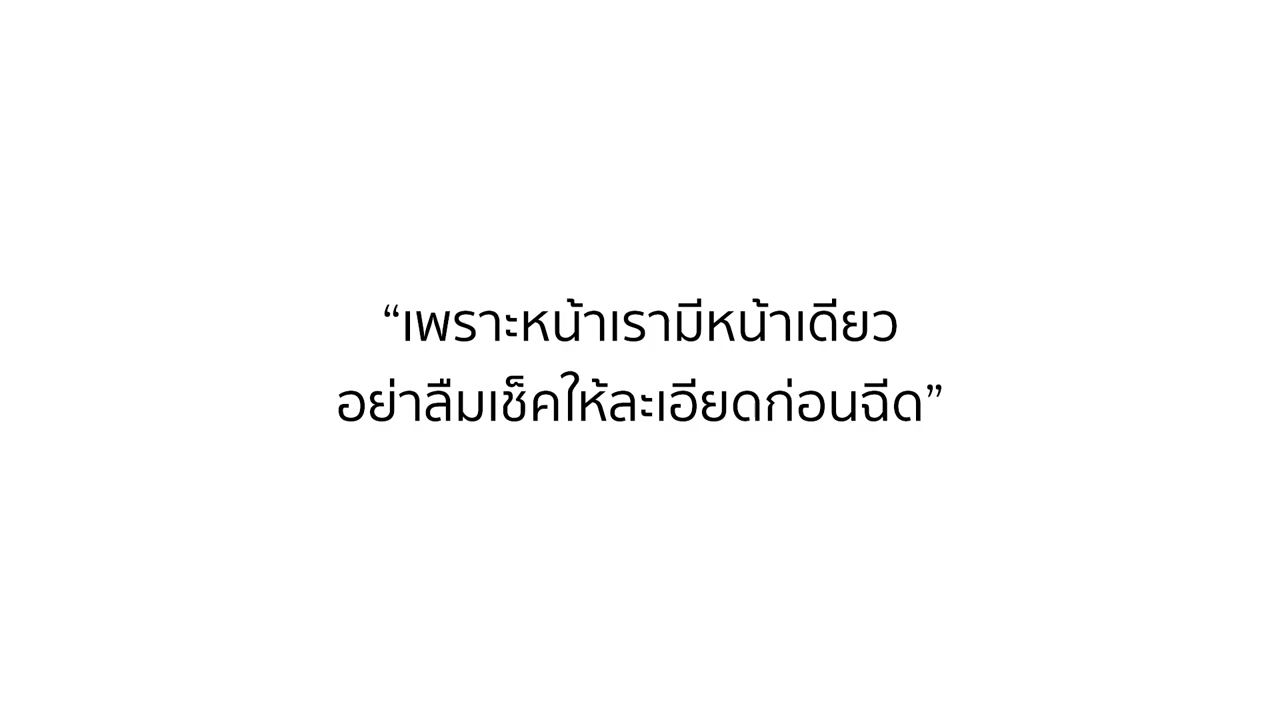 “เพราะหน้าเรามีหน้าเดียว
อย่าลืมเช็คให้ละเอียดก่อนฉีด”